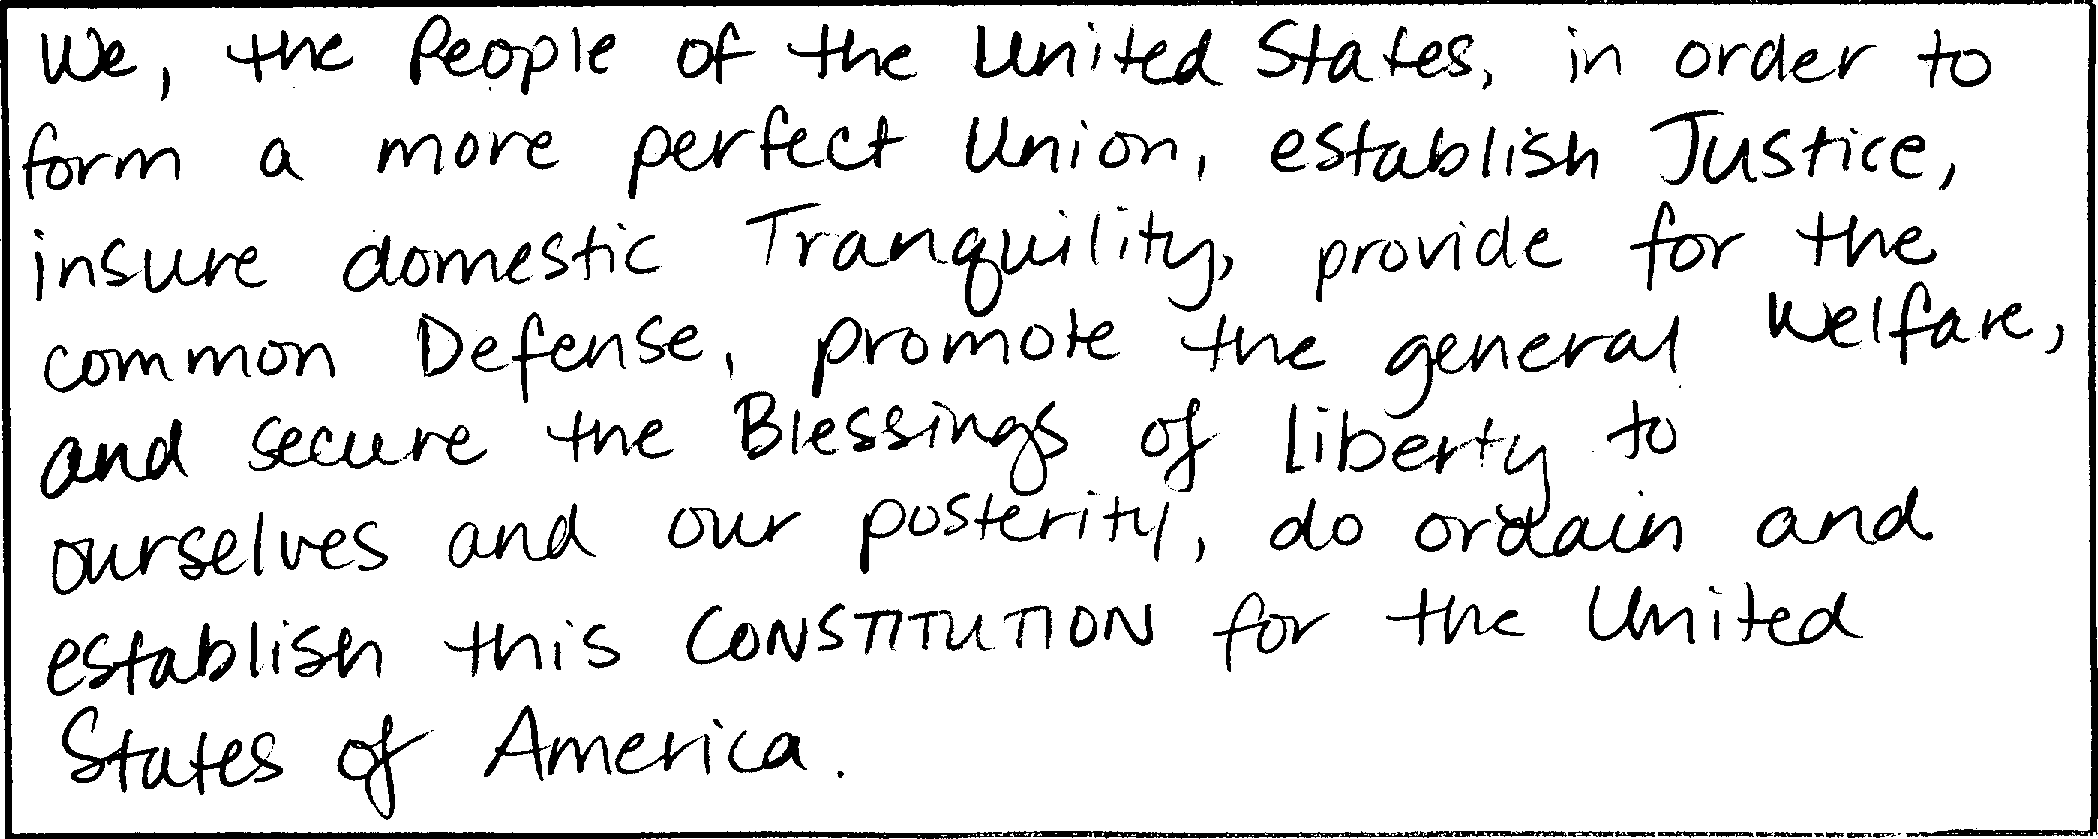 We, the People of the United States, in order to
form a more perfect Union, establish Justice,
insure domestic Tranquility, provide for the
common Defense, promote the general Welfare,
and secure the Blessings of liberty to
ourselves and our posterity, do ordain and
establish this CONSTITUTION for the United
States of America.